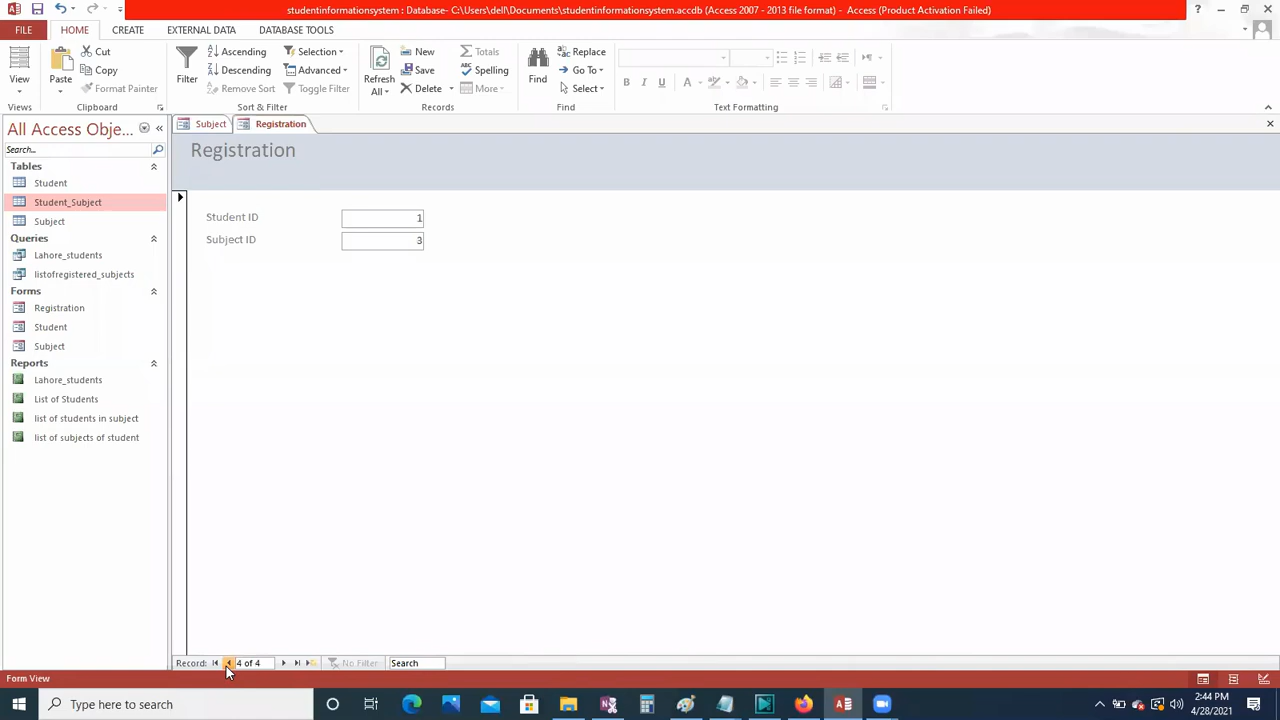 studentinformationsystem : Database- C:\Users\dell\Documents\studentinformationsystem.accdb (Access 2007 - 2013 file format) - Access (Product Activation Failed)
FILE HOME CREATE EXTERNAL DATA DATABASE TOOLS
View
Views
Paste
Cut
Copy
Format Painter
Clipboard
Filter
Ascending
Descending
Remove Sort
Selection
Advanced
Toggle Filter
Sort & Filter
Refresh
All
New
Save
Delete
Totals
Spelling
More
Records
Find
Replace
Go To
Select
Find
B I U A
Text Formatting
All Access Obje...
Search...
Tables
Student
Student_Subject
Subject
Queries
Lahore_students
listofregistered_subjects
Forms
Registration
Student
Subject
Reports
Lahore_students
List of Students
list of students in subject
list of subjects of student
Subject Registration
Registration
Student ID 1
Subject ID 3
Record: 4 of 4 No Filter Search
Form View
Type here to search
2:44 PM
4/28/2021